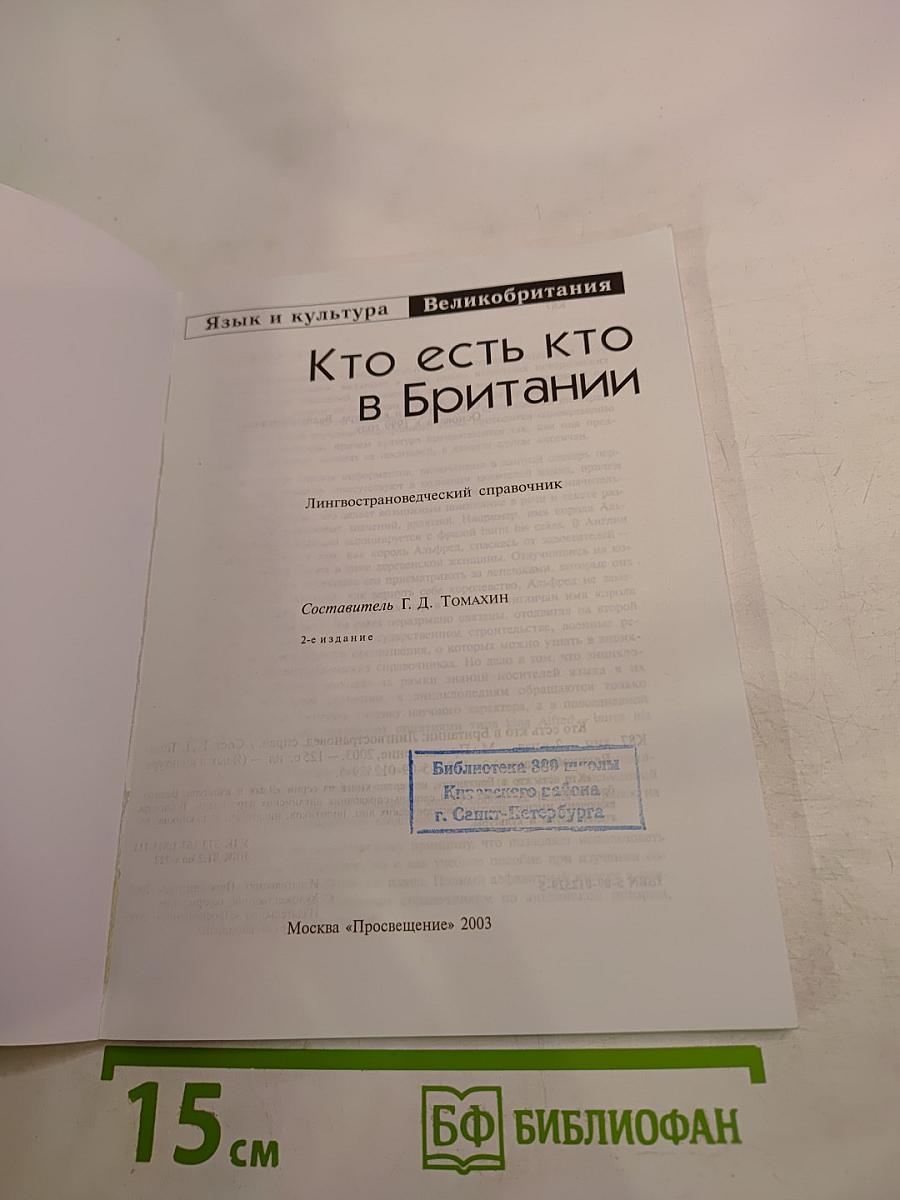 Язык и культура Великобритания
Кто есть кто
в Британии
Лингвострановедческий справочник
Составитель Г. Д. Томахин
2-е издание
Библиотека 389 школы
Кировского района
г. Санкт-Петербурга
Москва «Просвещение» 2003
15 см
БФ БИБЛИОФАН